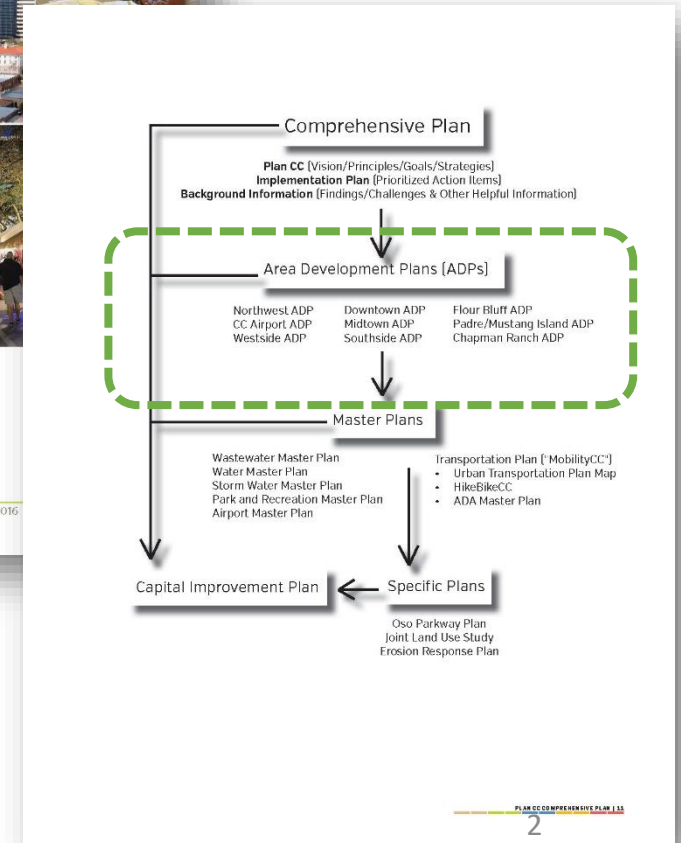 Comprehensive Plan
Plan CC (Vision/Principles/Goals/Strategies)
Implementation Plan (Prioritized Action Items)
Background Information (Findings/Challenges & Other Helpful Information)
Area Development Plans (ADPs)
Northwest ADP
CC Airport ADP
Westside ADP
Downtown ADP
Midtown ADP
Southside ADP
Flour Bluff ADP
Padre/Mustang Island ADP
Chapman Ranch ADP
Master Plans
Wastewater Master Plan
Water Master Plan
Storm Water Master Plan
Park and Recreation Master Plan
Airport Master Plan
Transportation Plan ("MobilityCC")
• Urban Transportation Plan Map
• HikeBikeCC
• ADA Master Plan
016
Capital Improvement Plan
Specific Plans
Oso Parkway Plan
Joint Land Use Study
Erosion Response Plan
PLAN CC COMPREHENSIVE PLAN | 11
2